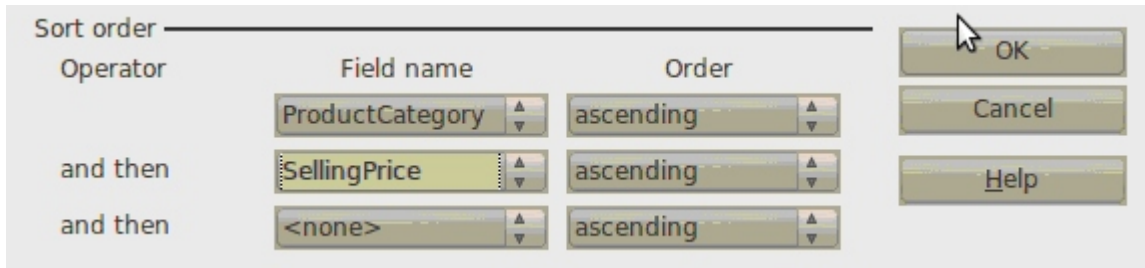 Sort order
Operator Field name Order OK
ProductCategory ascending Cancel
and then SellingPrice ascending Help
and then <none> ascending